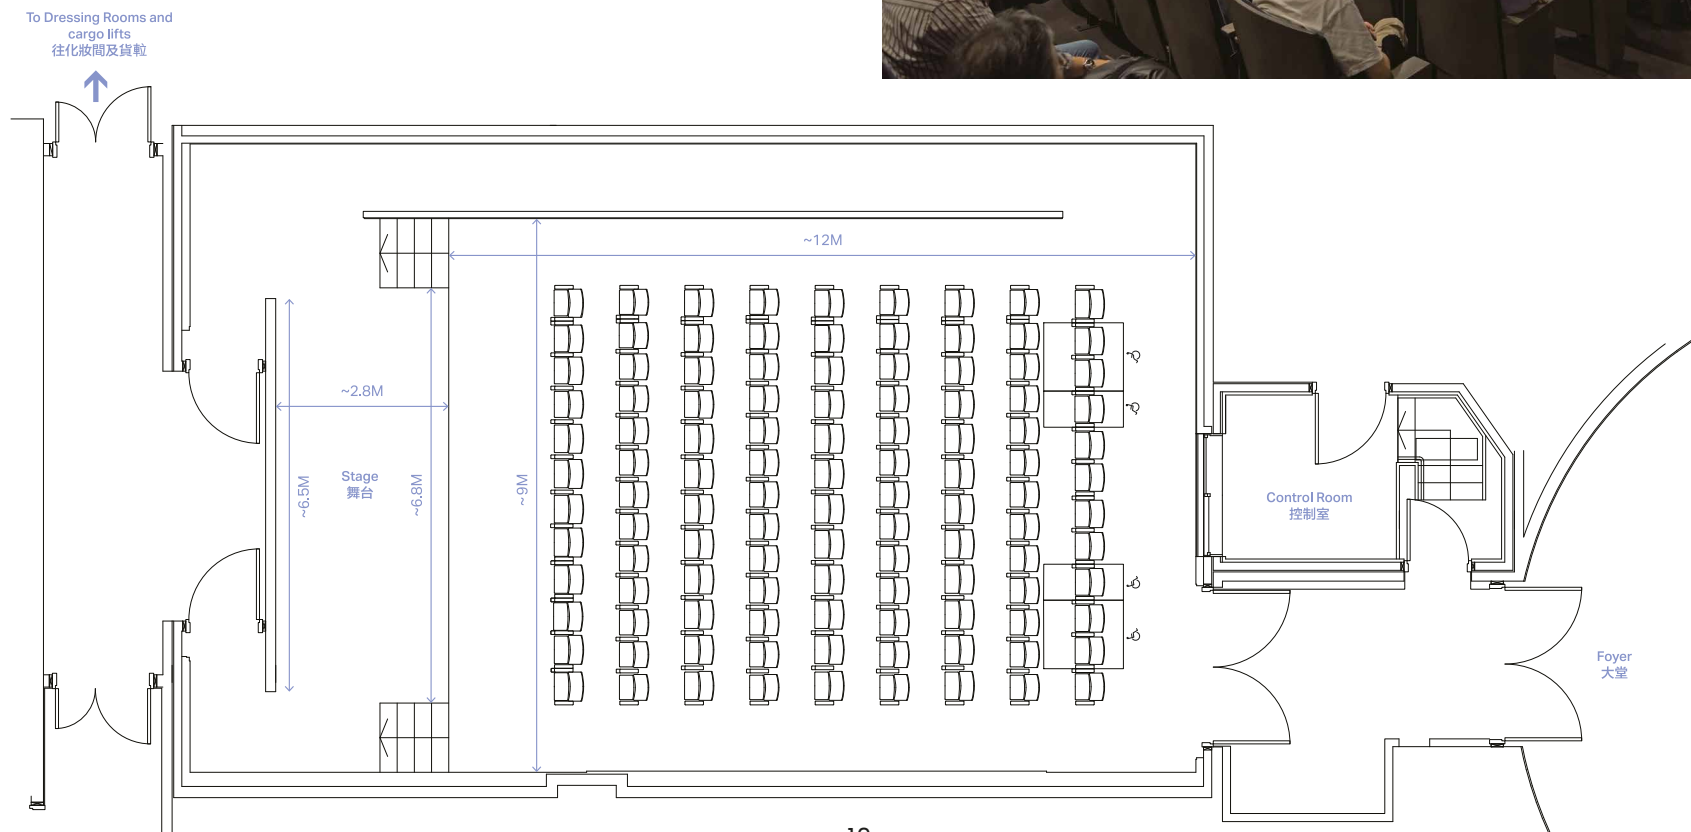 To Dressing Rooms and
cargo lifts
往化妝間及貨䢂
~12M
~2.8M
~6.5M
Stage
舞台
~6.8M
~9M
Control Room
控制室
Foyer
大堂